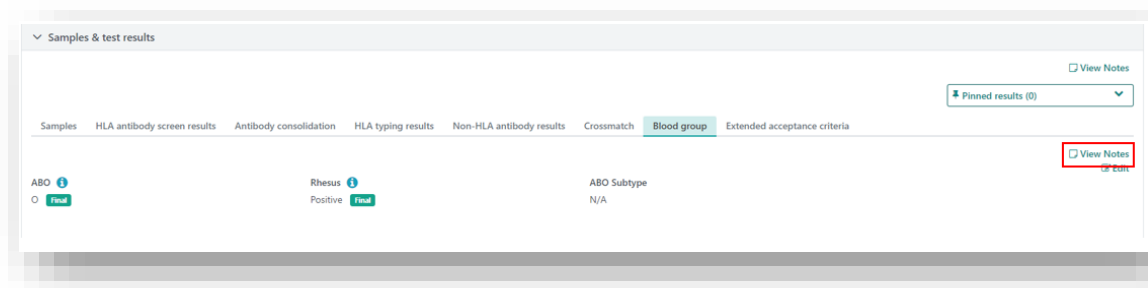 Samples & test results
View Notes
Pinned results (0)
Samples HLA antibody screen results Antibody consolidation HLA typing results Non-HLA antibody results Crossmatch Blood group Extended acceptance criteria
View Notes
Edit
ABO Rhesus ABO Subtype
O Final Positive Final N/A